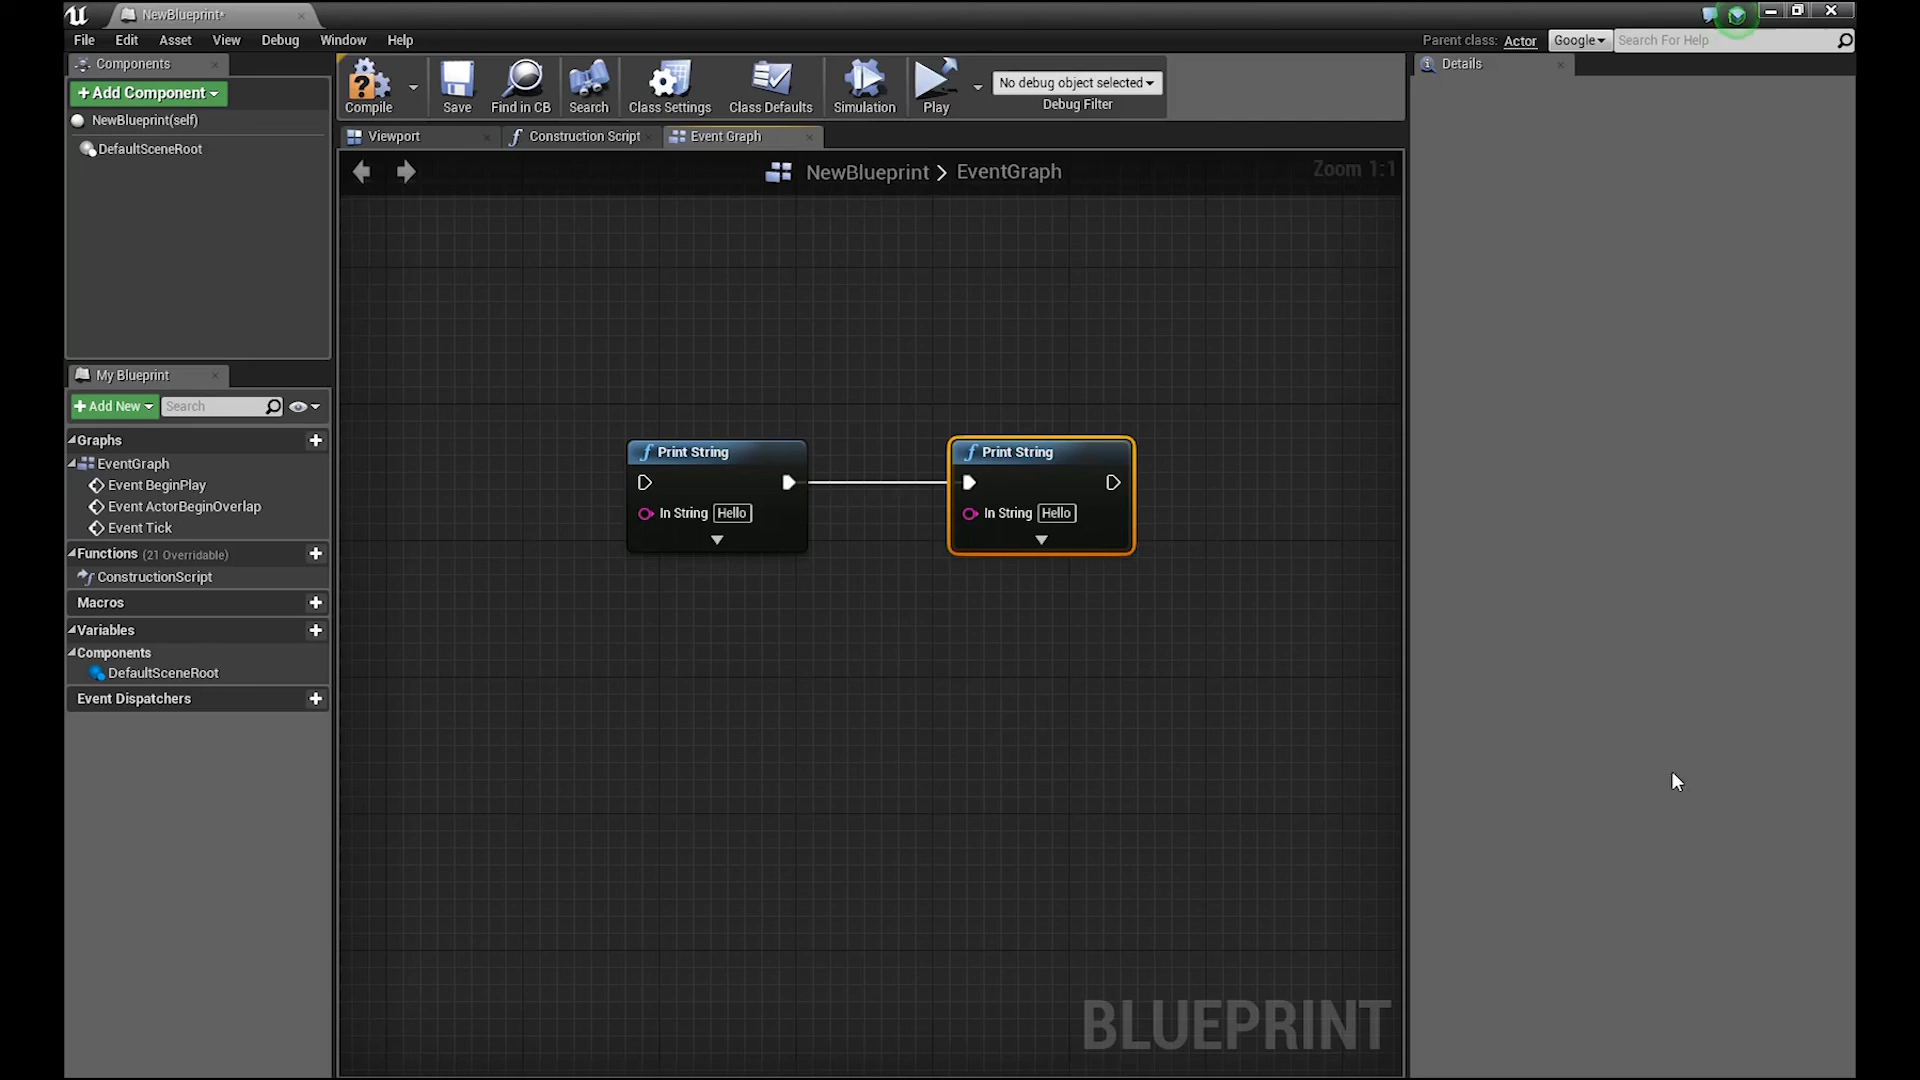 NewBlueprint*
File Edit Asset View Debug Window Help
Parent class: Actor Google Search For Help
Components
Details
+ Add Component
NewBlueprint(self)
DefaultSceneRoot
Compile Save Find in CB Search Class Settings Class Defaults Simulation Play
No debug object selected
Debug Filter
Viewport Construction Script Event Graph
NewBlueprint > EventGraph
Zoom 1:1
My Blueprint
+ Add New Search
Graphs
EventGraph
Event BeginPlay
Event ActorBeginOverlap
Event Tick
Functions (21 Overridable)
ConstructionScript
Macros
Variables
Components
DefaultSceneRoot
Event Dispatchers
Print String
In String Hello
Print String
In String Hello
BLUEPRINT